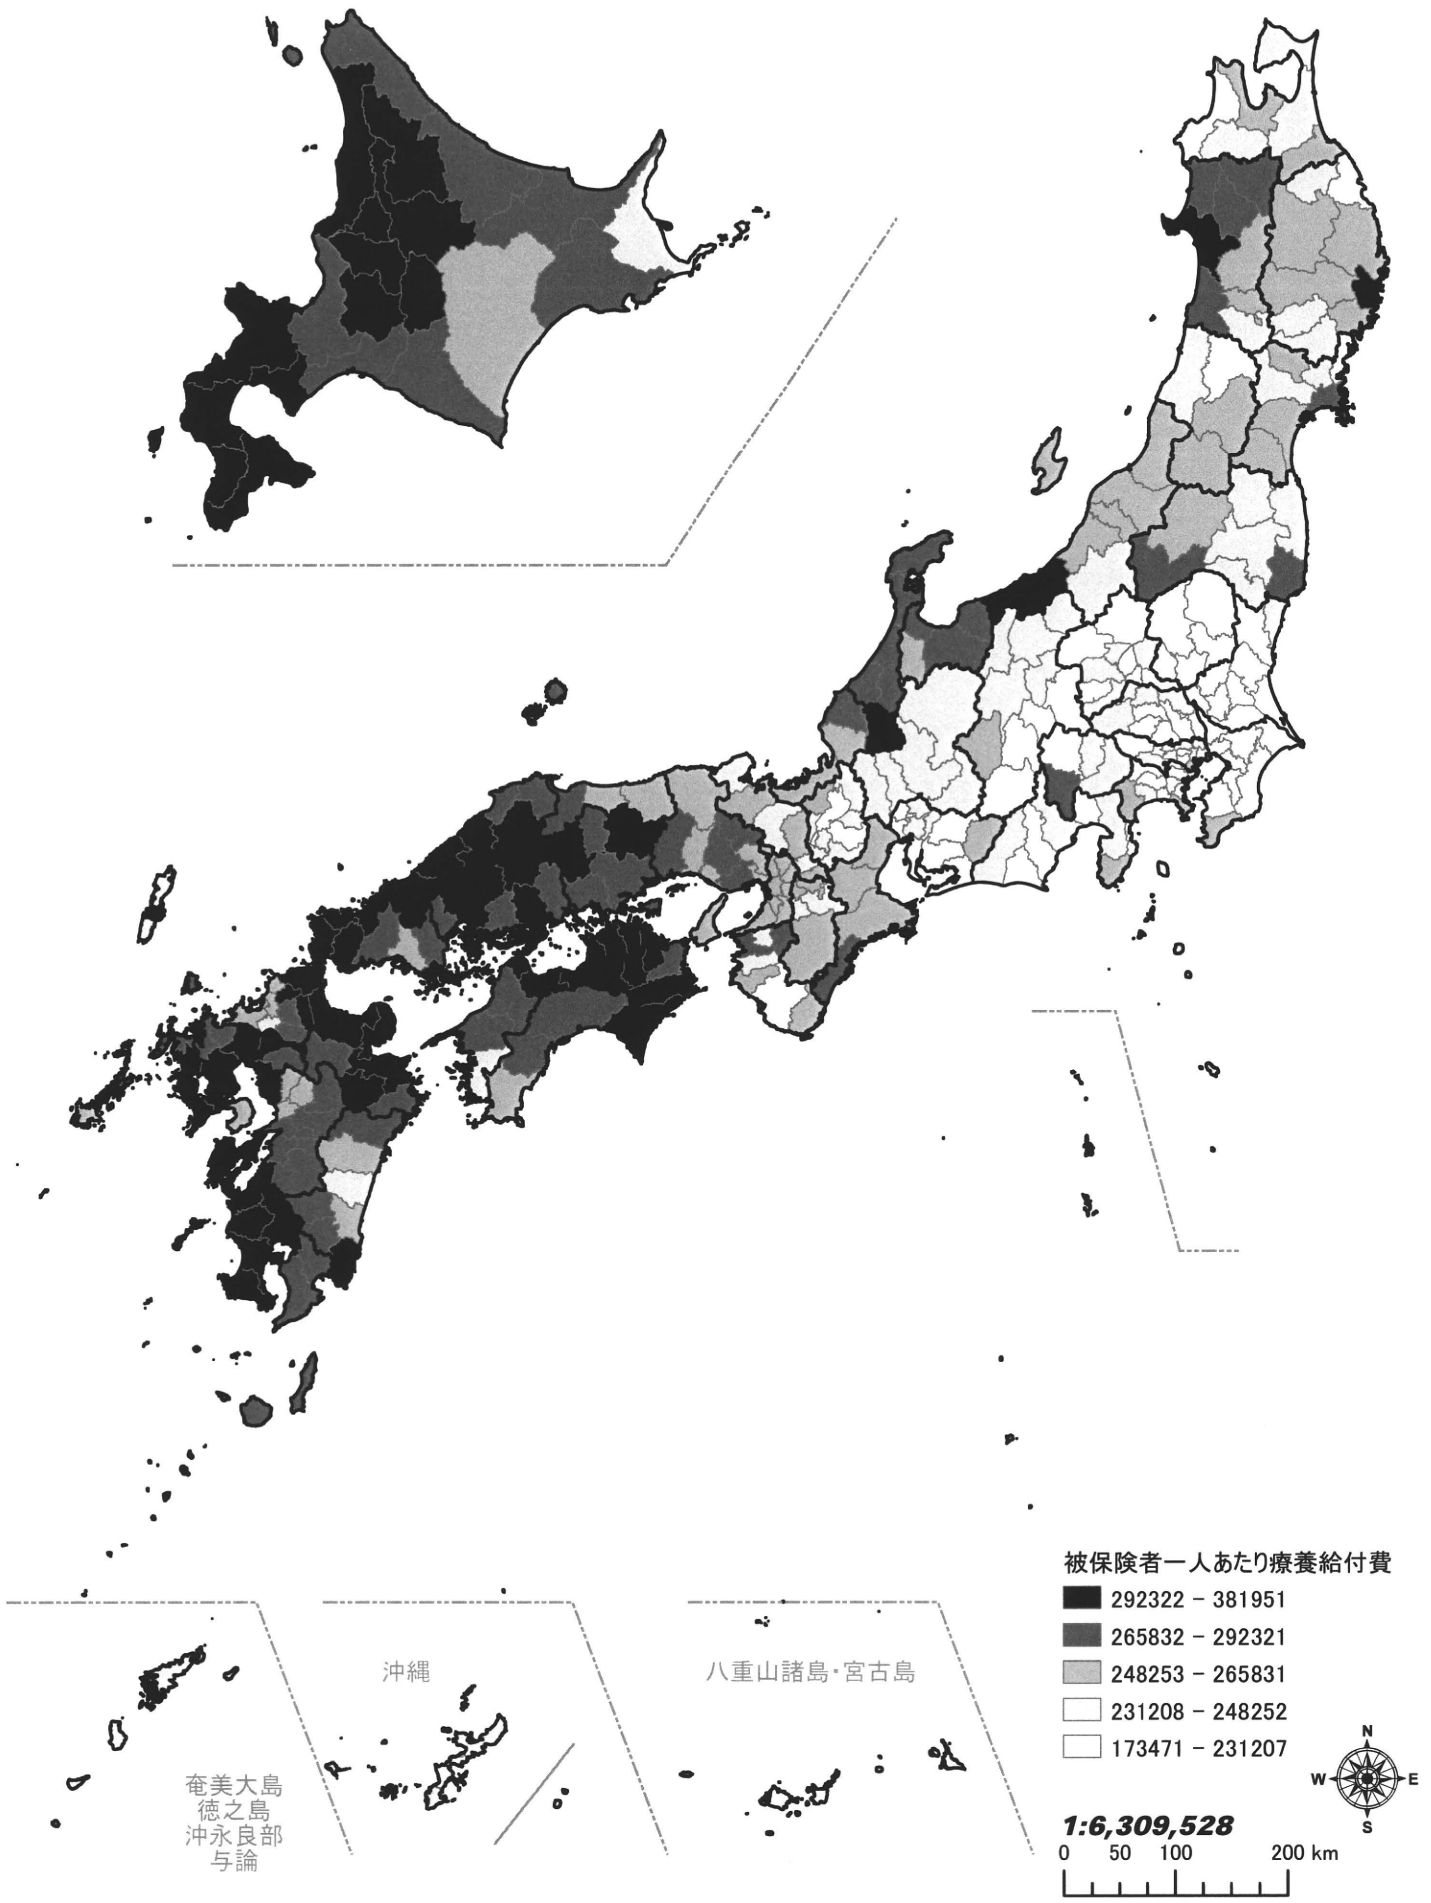 沖縄
八重山諸島・宮古島
奄美大島
徳之島
沖永良部
与論
被保険者一人あたり療養給付費
292322 - 381951
265832 - 292321
248253 - 265831
231208 - 248252
173471 - 231207
N
W
E
S
1:6,309,528
0 50 100 200 km